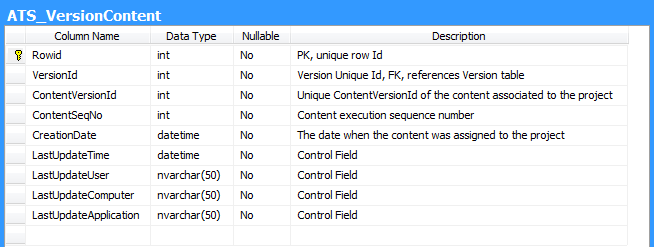 ATS_VersionContent
Column Name Data Type Nullable Description
Rowid int No PK, unique row Id
VersionId int No Version Unique Id, FK, references Version table
ContentVersionId int No Unique ContentVersionId of the content associated to the project
ContentSeqNo int No Content execution sequence number
CreationDate datetime No The date when the content was assigned to the project
LastUpdateTime datetime No Control Field
LastUpdateUser nvarchar(50) No Control Field
LastUpdateComputer nvarchar(50) No Control Field
LastUpdateApplication nvarchar(50) No Control Field